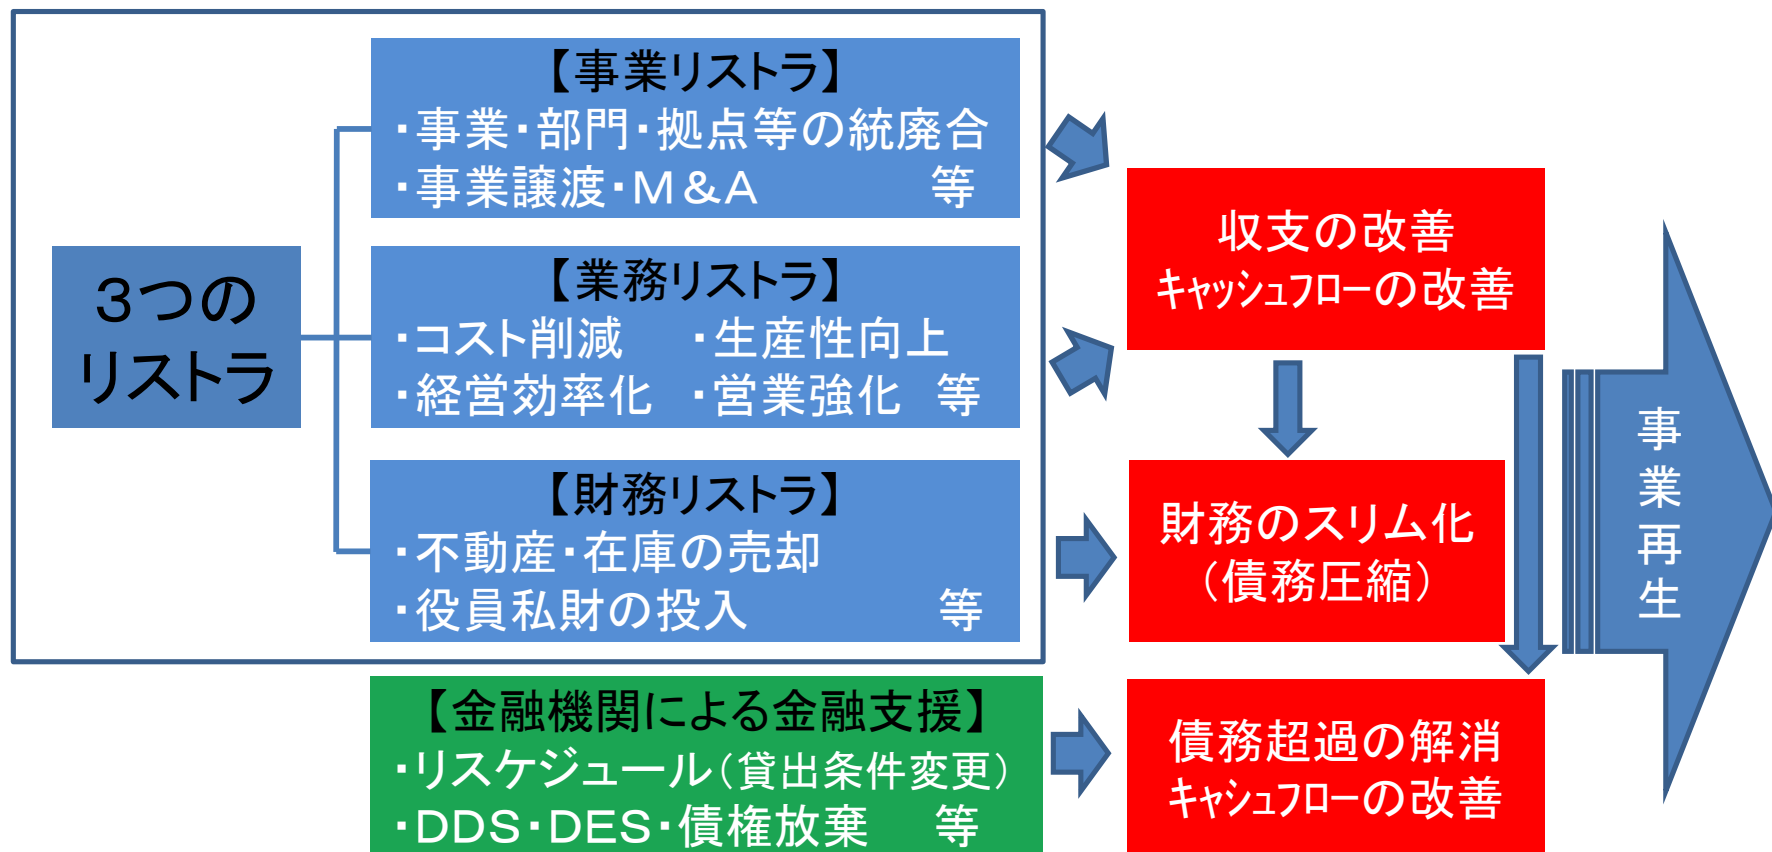 【事業リストラ】
・事業・部門・拠点等の統廃合
・事業譲渡・Ｍ＆Ａ　等
３つの
リストラ
【業務リストラ】
・コスト削減　・生産性向上
・経営効率化　・営業強化　等
【財務リストラ】
・不動産・在庫の売却
・役員私財の投入　等
【金融機関による金融支援】
・リスケジュール（貸出条件変更）
・ＤＤＳ・ＤＥＳ・債権放棄　等
収支の改善
ｷｬｯｼｭﾌﾛｰの改善
財務のスリム化
（債務圧縮）
債務超過の解消
ｷｬｼｭﾌﾛｰの改善
事業再生